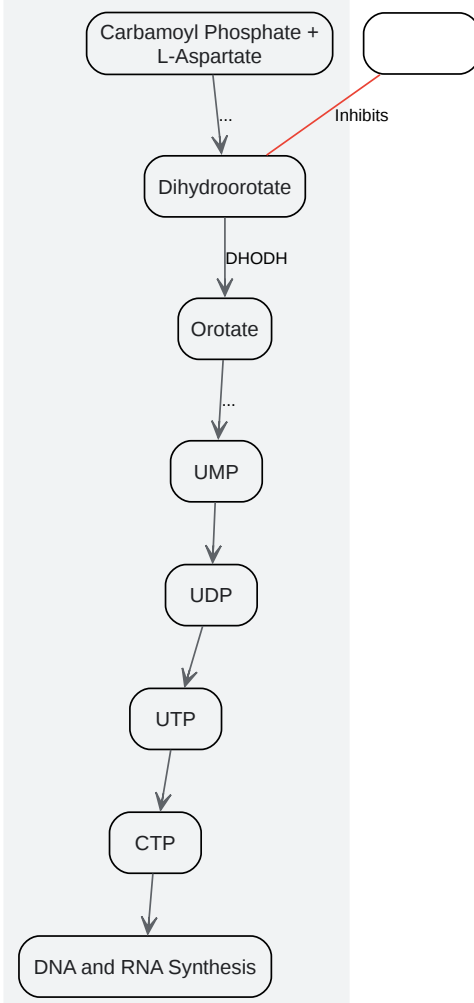 Carbamoyl Phosphate +
L-Aspartate
...
Inhibits
Dihydroorotate
DHODH
Orotate
...
UMP
UDP
UTP
CTP
DNA and RNA Synthesis